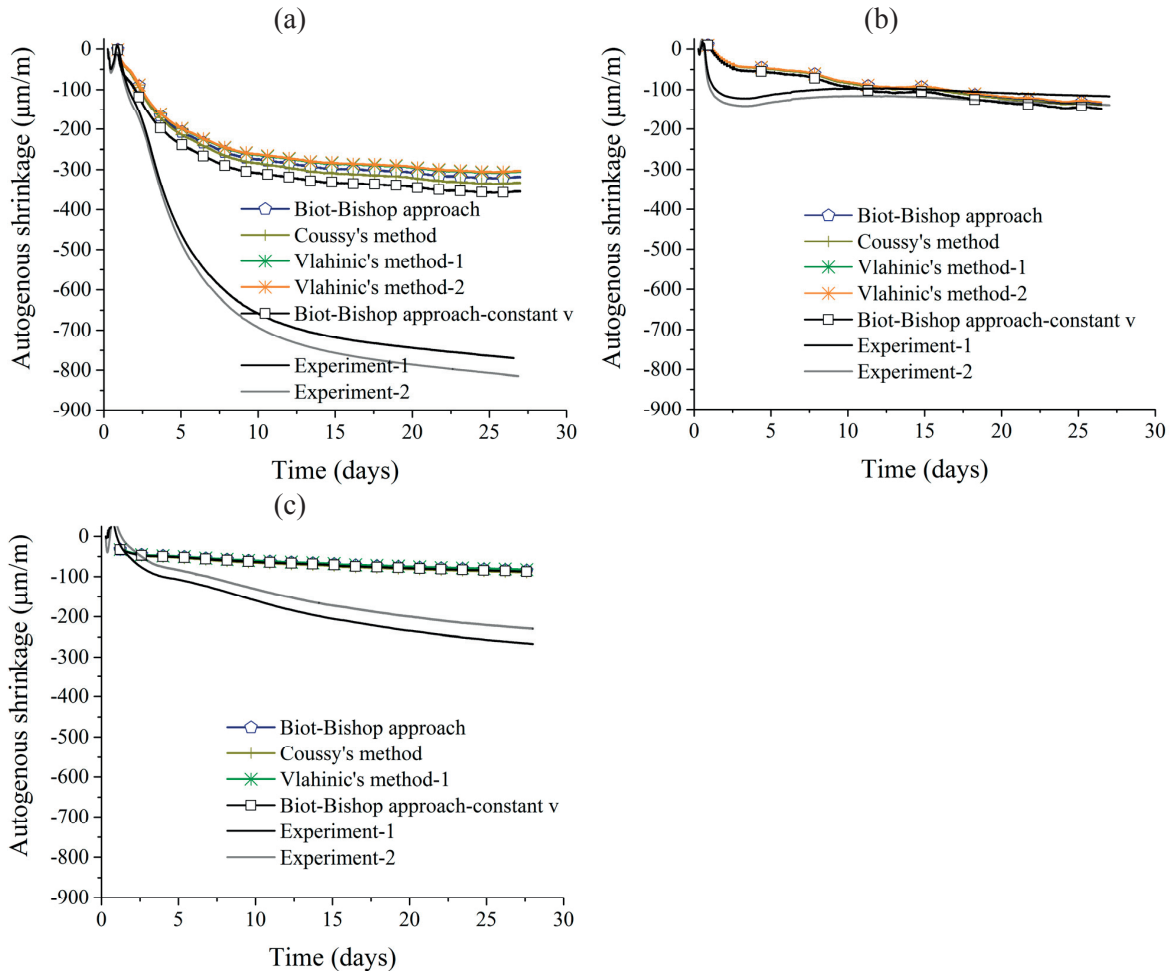 (a)
0
-100
-200
-300
-400
-500
-600
-700
-800
-900
Autogenous shrinkage (μm/m)
Biot-Bishop approach
Coussy's method
Vlahinic's method-1
Vlahinic's method-2
Biot-Bishop approach-constant v
Experiment-1
Experiment-2
0 5 10 15 20 25 30
Time (days)
(b)
0
-100
-200
-300
-400
-500
-600
-700
-800
-900
Autogenous shrinkage (μm/m)
Biot-Bishop approach
Coussy's method
Vlahinic's method-1
Vlahinic's method-2
Biot-Bishop approach-constant v
Experiment-1
Experiment-2
0 5 10 15 20 25 30
Time (days)
(c)
0
-100
-200
-300
-400
-500
-600
-700
-800
-900
Autogenous shrinkage (μm/m)
Biot-Bishop approach
Coussy's method
Vlahinic's method-1
Biot-Bishop approach-constant v
Experiment-1
Experiment-2
0 5 10 15 20 25 30
Time (days)